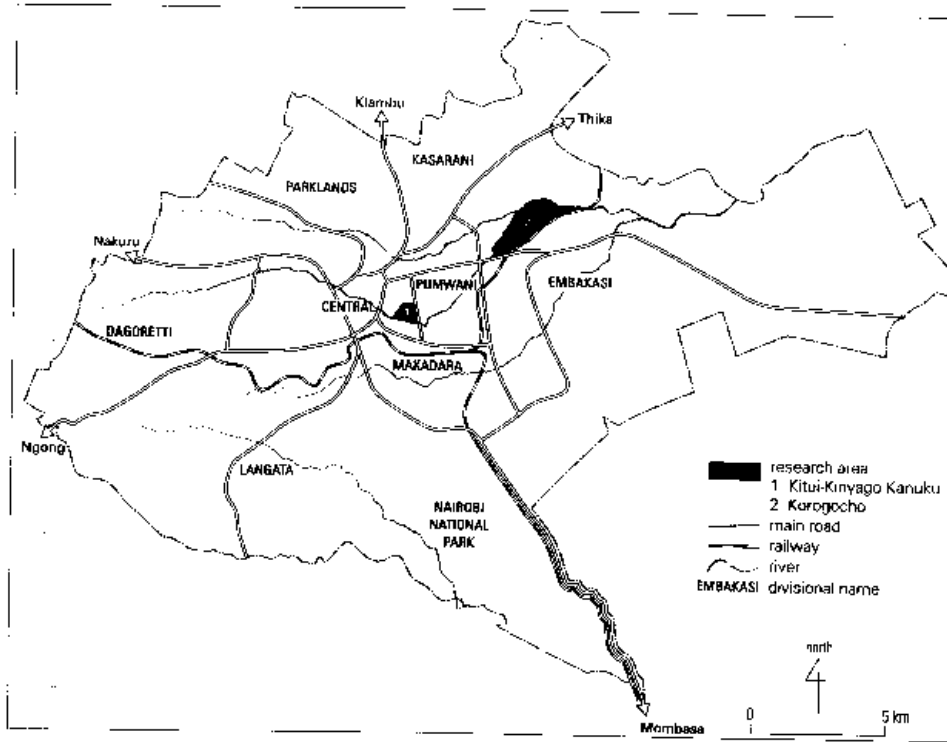 Kiambu
Thika
KASARANI
PARKLANDS
Nakuru
PUMWANI
EMBAKASI
CENTRAL
1
DAGORETTI
MAKADARA
Ngong
LANGATA
NAIROBI
NATIONAL
PARK
research area
1 Kitui-Kinyago Kanuku
2 Korogocho
main road
railway
river
EMBAKASI divisional name
north
0 5 km
Mombasa